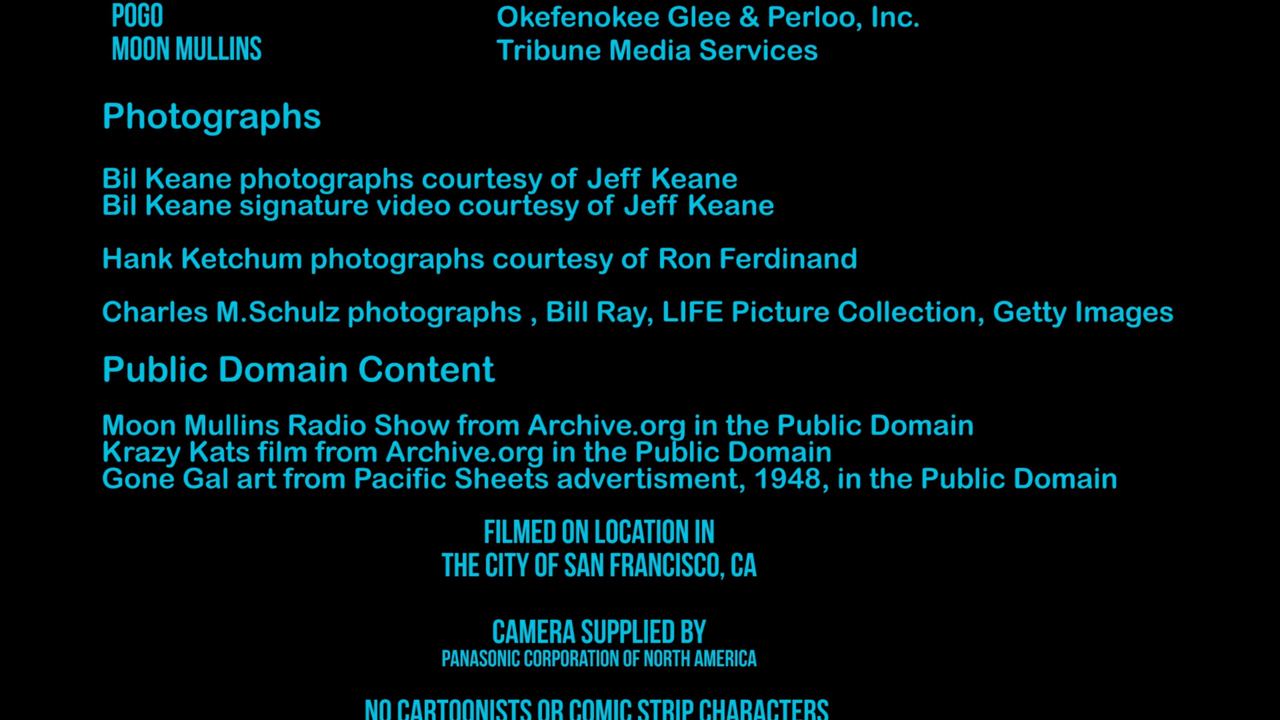 POGO Okefenokee Glee & Perloo, Inc.
MOON MULLINS Tribune Media Services
Photographs
Bil Keane photographs courtesy of Jeff Keane
Bil Keane signature video courtesy of Jeff Keane
Hank Ketchum photographs courtesy of Ron Ferdinand
Charles M.Schulz photographs , Bill Ray, LIFE Picture Collection, Getty Images
Public Domain Content
Moon Mullins Radio Show from Archive.org in the Public Domain
Krazy Kats film from Archive.org in the Public Domain
Gone Gal art from Pacific Sheets advertisment, 1948, in the Public Domain
FILMED ON LOCATION IN
THE CITY OF SAN FRANCISCO, CA
CAMERA SUPPLIED BY
PANASONIC CORPORATION OF NORTH AMERICA
NO CARTOONISTS OR COMIC STRIP CHARACTERS